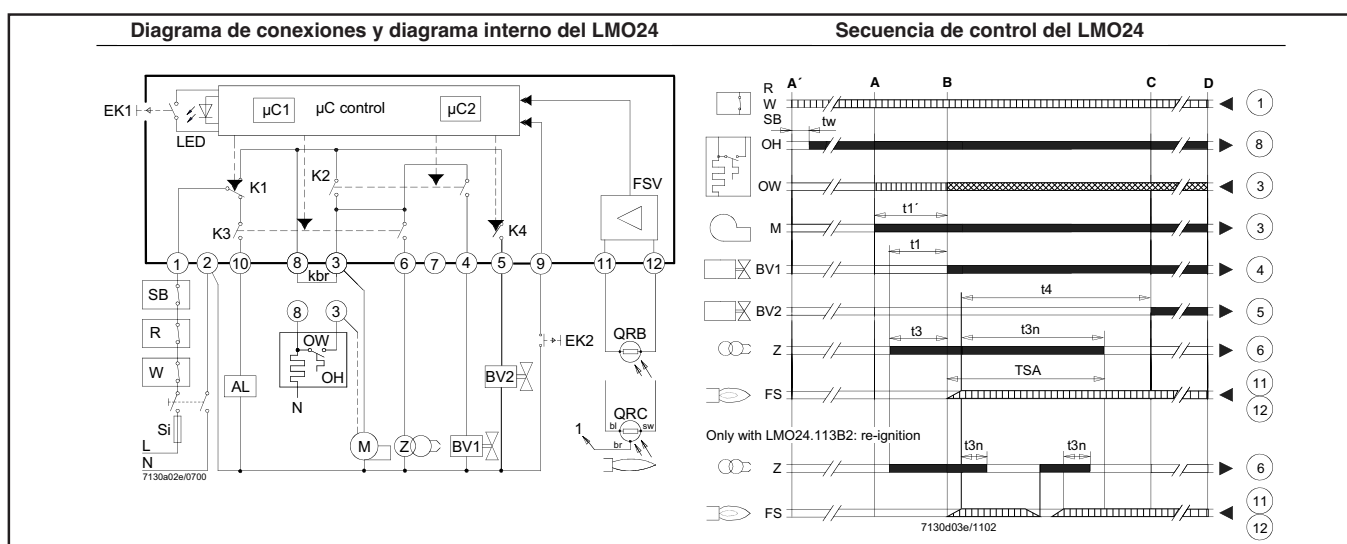 Diagrama de conexiones y diagrama interno del LMO24
EK1
LED
µC1
µC control
µC2
K1
K2
FSV
K3
K4
1
2
10
8
3
6
7
4
5
9
11
12
kbr
SB
R
W
Si
L
N
7130a02e/0700
AL
8
3
OW
OH
N
M
Z
BV1
BV2
EK2
QRB
QRC
bl
sw
br
1
Secuencia de control del LMO24
A´
A
B
C
D
R
W
SB
1
tw
OH
8
OW
3
t1´
M
3
t1
BV1
4
t4
BV2
5
t3
t3n
Z
6
TSA
FS
11
12
Only with LMO24.113B2: re-ignition
t3n
t3n
Z
6
FS
11
12
7130d03e/1102